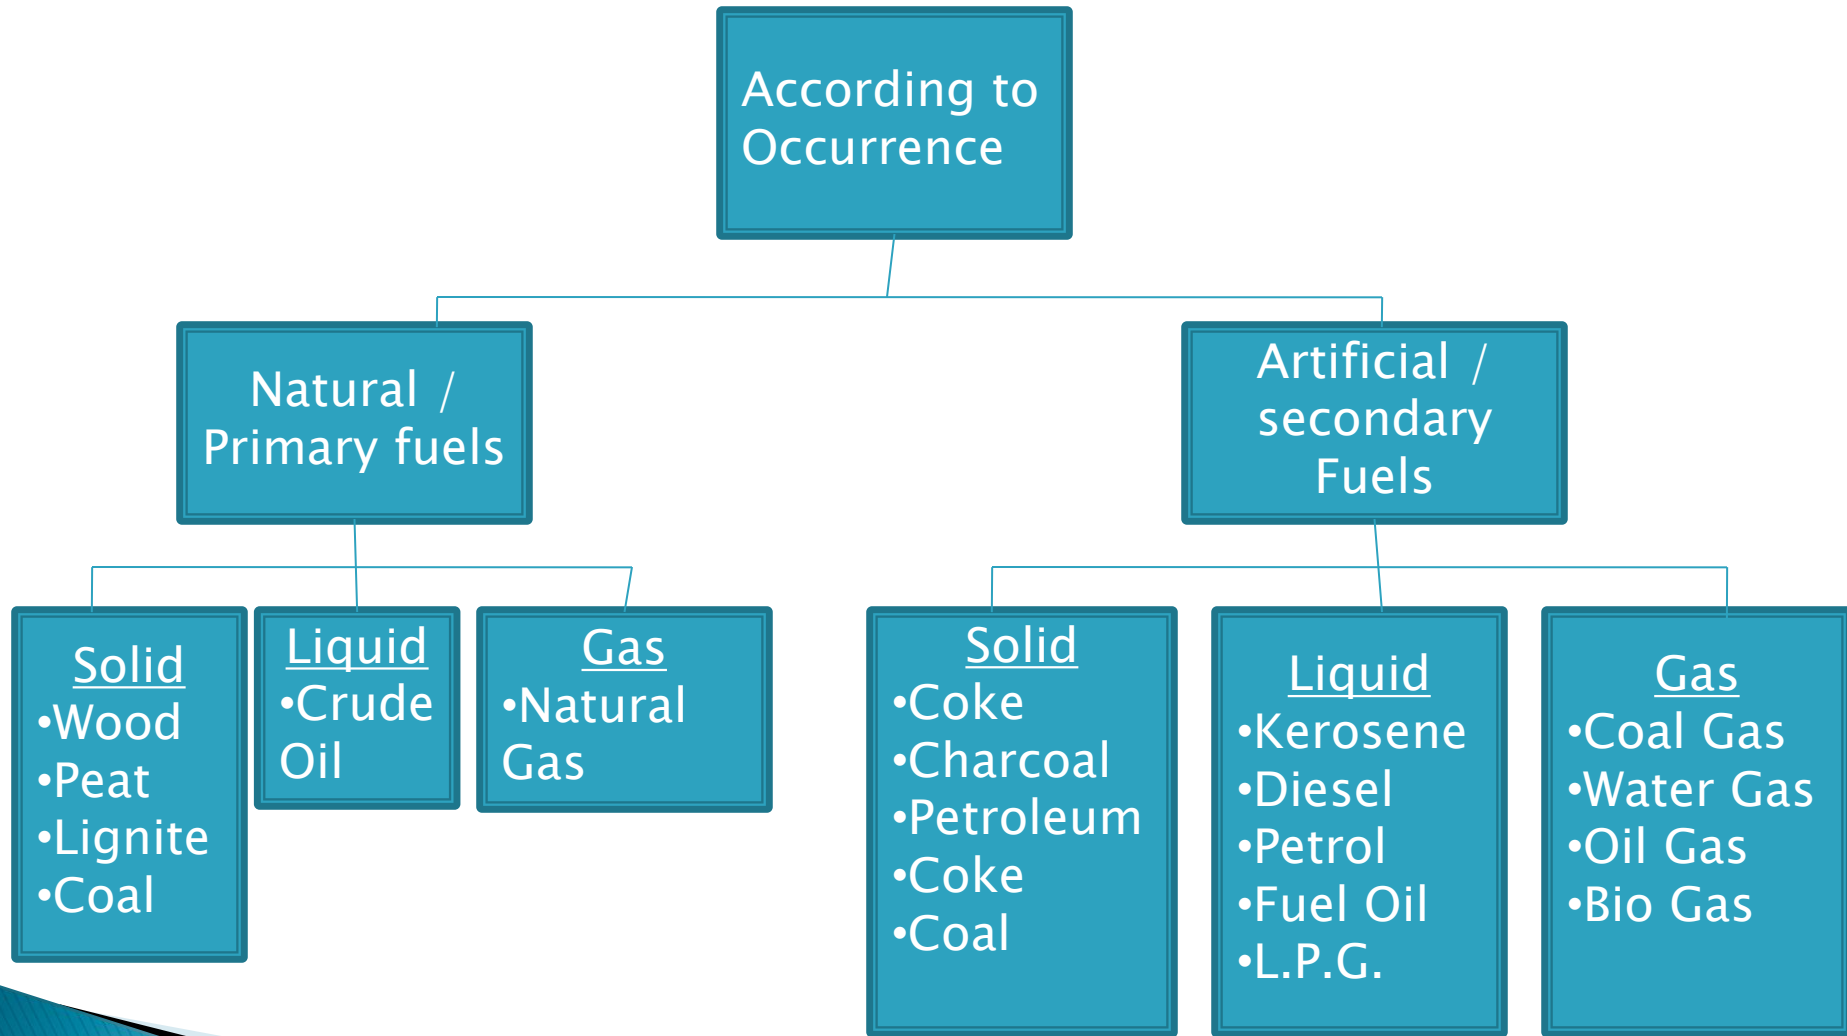 According to
Occurrence
Natural /
Primary fuels
Artificial /
secondary
Fuels
Solid
•Wood
•Peat
•Lignite
•Coal
Liquid
•Crude
Oil
Gas
•Natural
Gas
Solid
•Coke
•Charcoal
•Petroleum
•Coke
•Coal
Liquid
•Kerosene
•Diesel
•Petrol
•Fuel Oil
•L.P.G.
Gas
•Coal Gas
•Water Gas
•Oil Gas
•Bio Gas